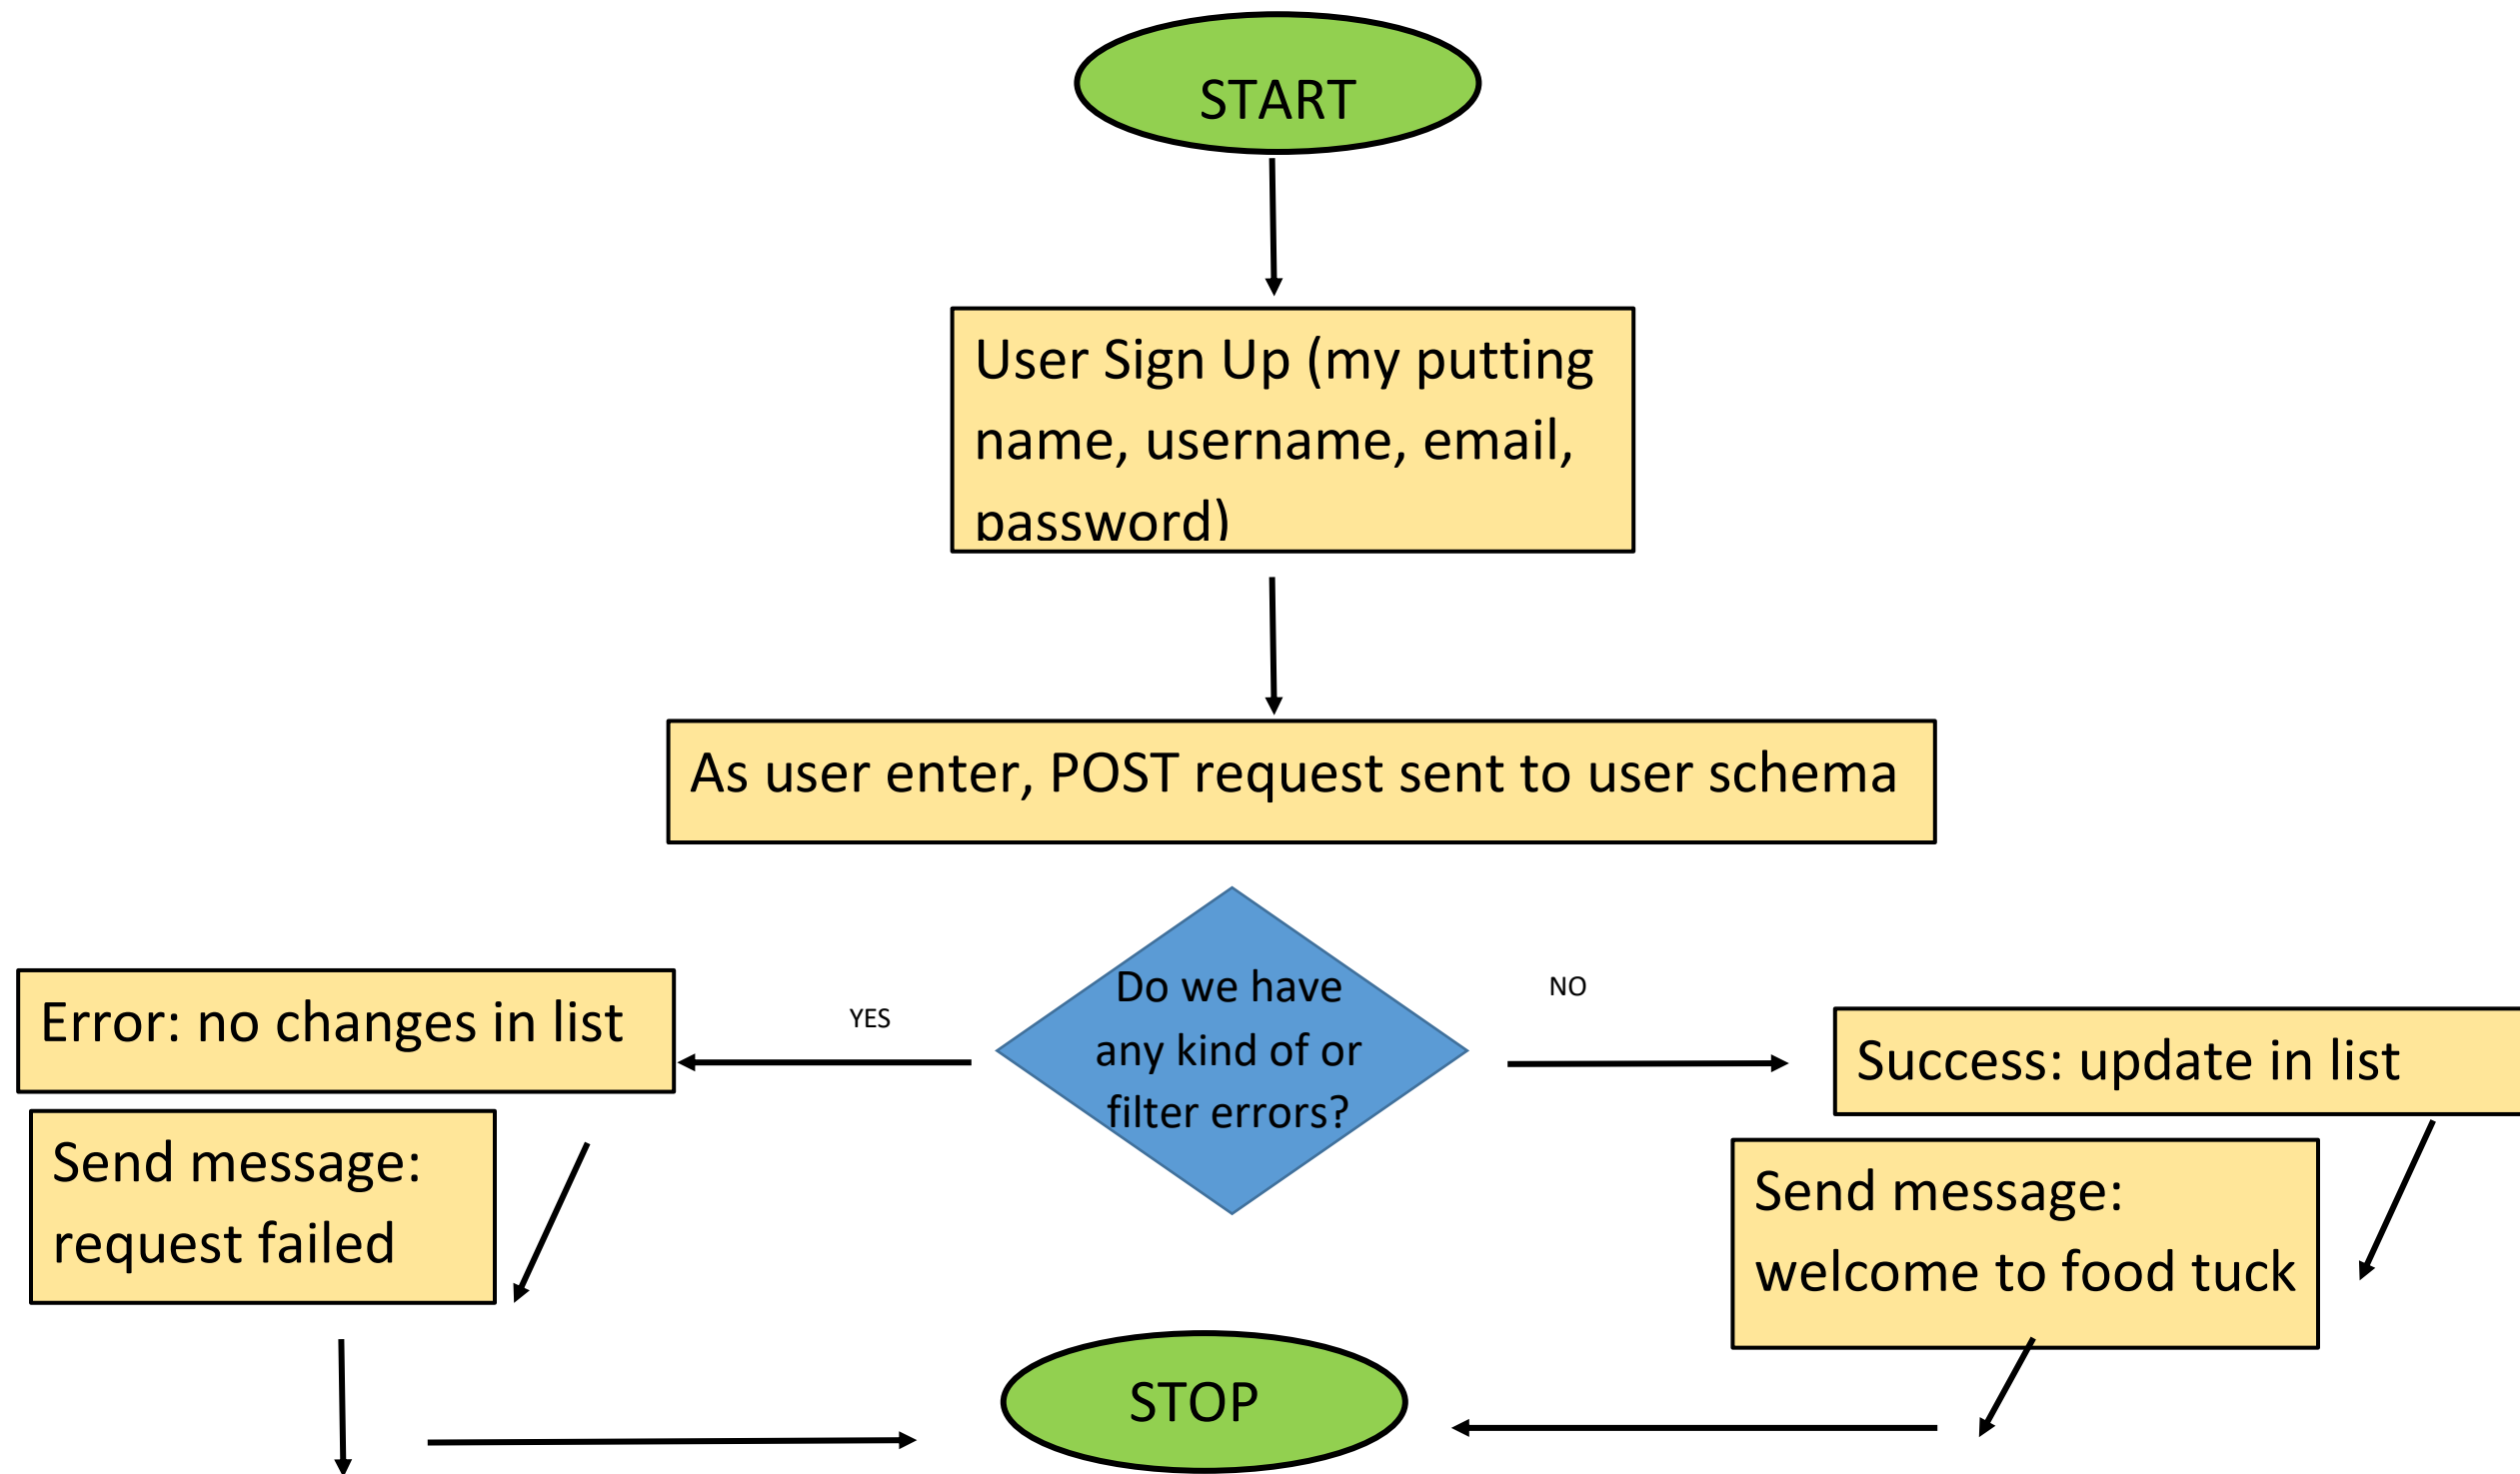 START
User Sign Up (my putting
name, username, email,
password)
As user enter, POST request sent to user schema
Do we have
any kind of or
filter errors?
YES
NO
Error: no changes in list
Send message:
request failed
Success: update in list
Send message:
welcome to food tuck
STOP